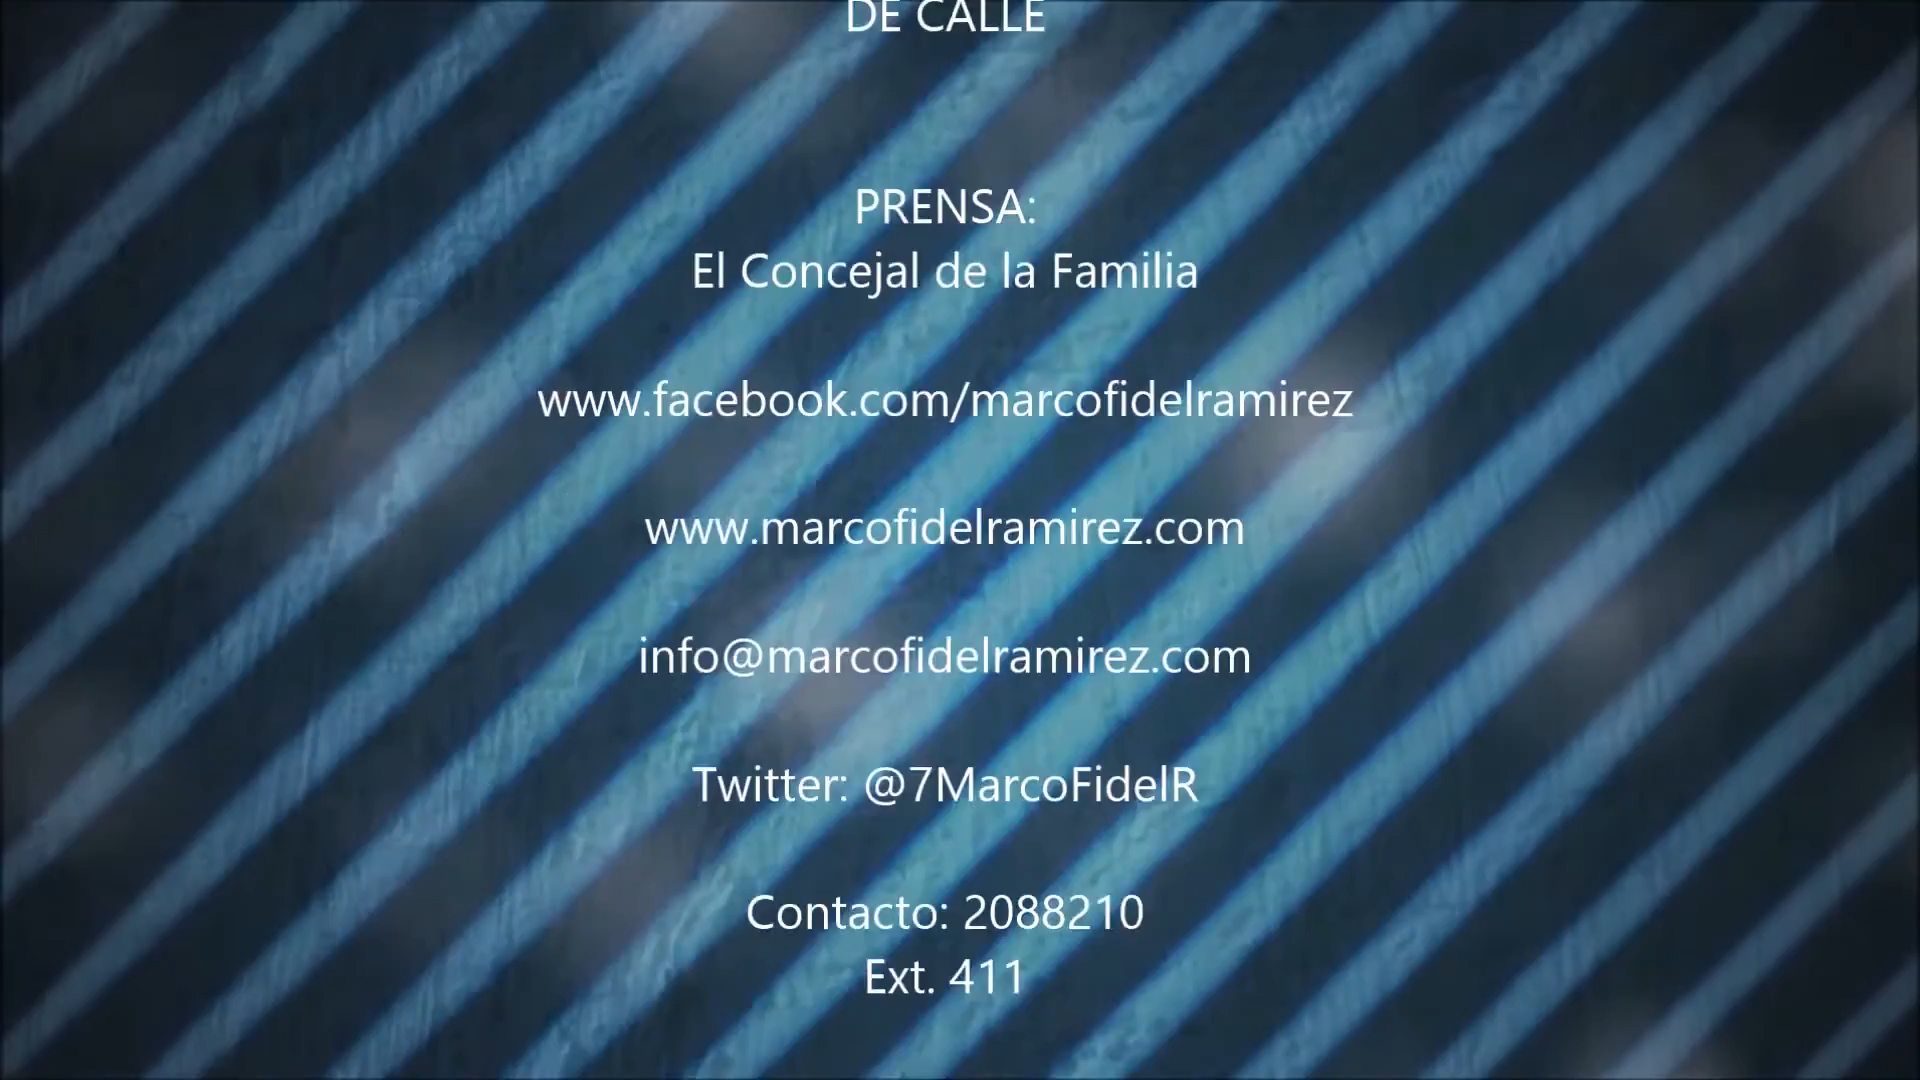 DE CALLE
PRENSA:
El Concejal de la Familia
www.facebook.com/marcofidelramirez
www.marcofidelramirez.com
info@marcofidelramirez.com
Twitter: @7MarcoFidelR
Contacto: 2088210
Ext. 411